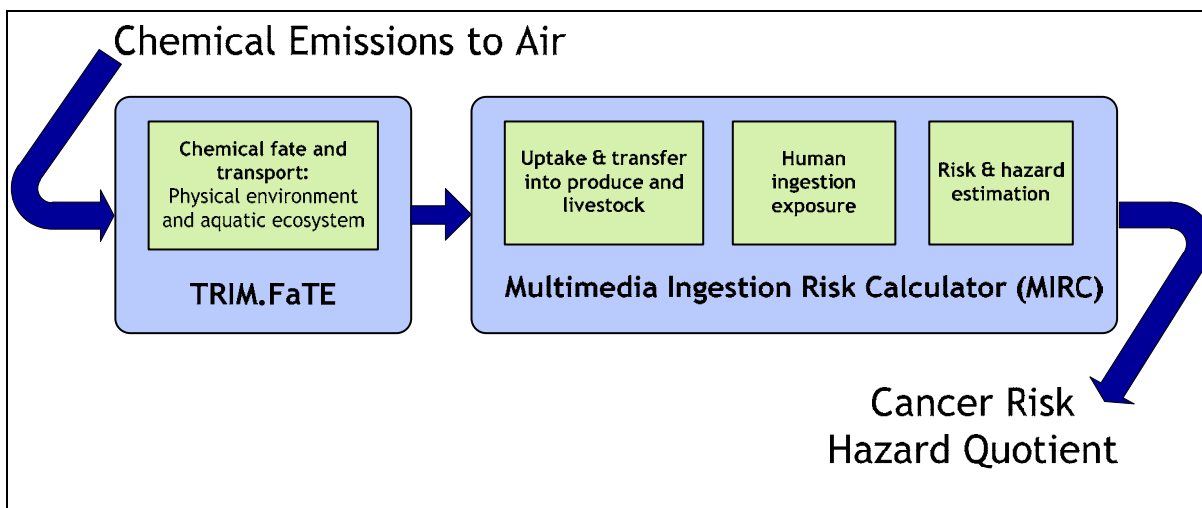 Chemical Emissions to Air
Chemical fate and
transport:
Physical environment
and aquatic ecosystem
TRIM.FaTE
Uptake & transfer
into produce and
livestock
Human
ingestion
exposure
Risk & hazard
estimation
Multimedia Ingestion Risk Calculator (MIRC)
Cancer Risk
Hazard Quotient